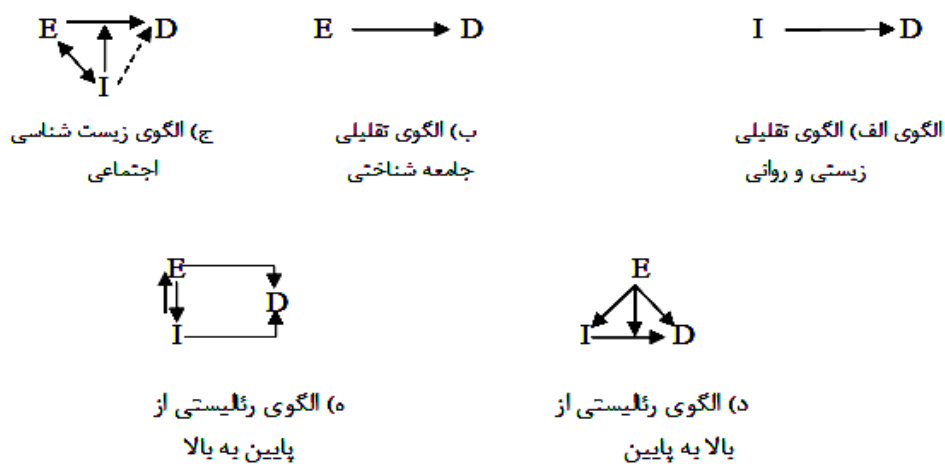 I D
الگوی الف) الگوی تقلیلی
زیستی و روانی
E D
ب) الگوی تقلیلی
جامعه شناختی
E D
I
ج) الگوی زیست شناسی
اجتماعی
E
I D
د) الگوی رئالیستی از
بالا به پایین
E
D
I
ه) الگوی رئالیستی از
پایین به بالا